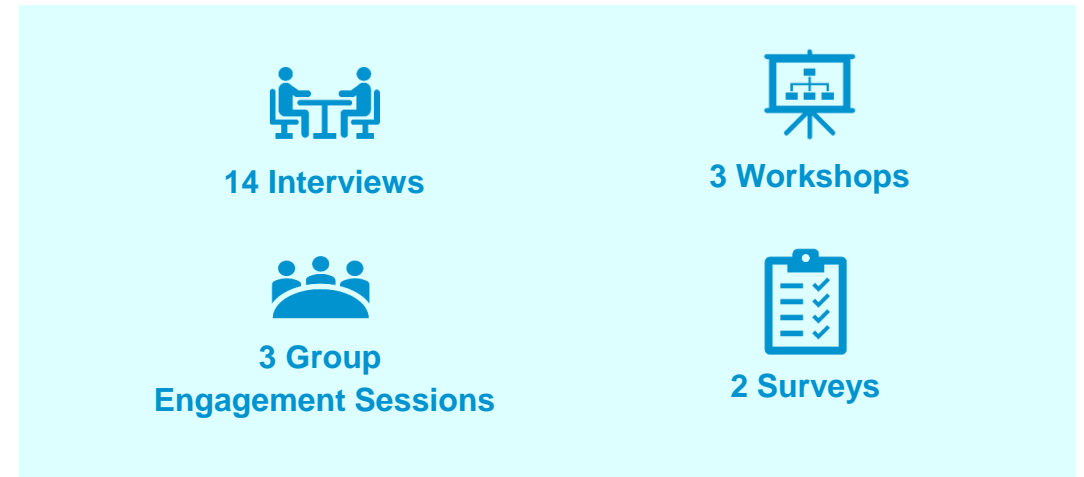 14 Interviews
3 Workshops
3 Group
Engagement Sessions
2 Surveys